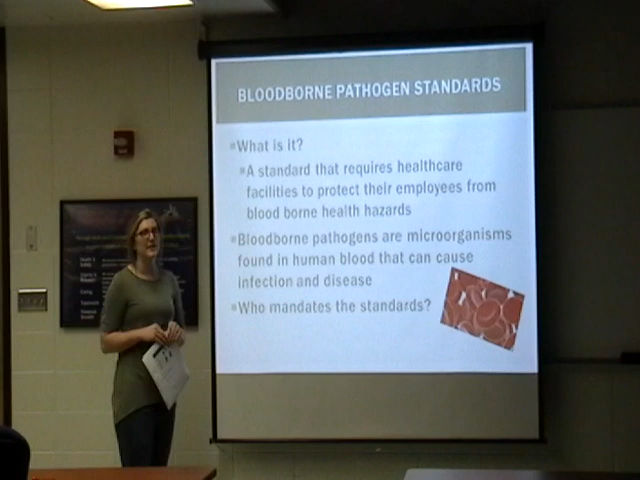 BLOODBORNE PATHOGEN STANDARDS
What is it?
A standard that requires healthcare
facilities to protect their employees from
blood borne health hazards
Bloodborne pathogens are microorganisms
found in human blood that can cause
infection and disease
Who mandates the standards?